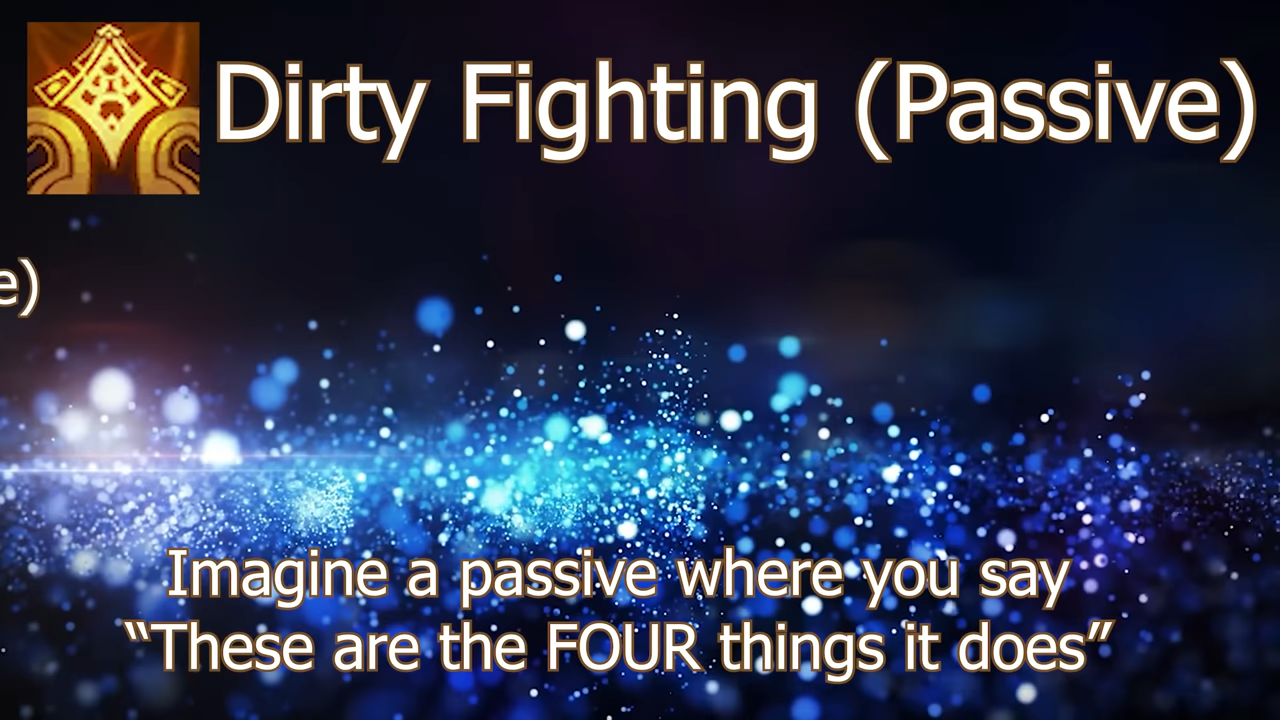 Dirty Fighting (Passive)
e)
Imagine a passive where you say
“These are the FOUR things it does”